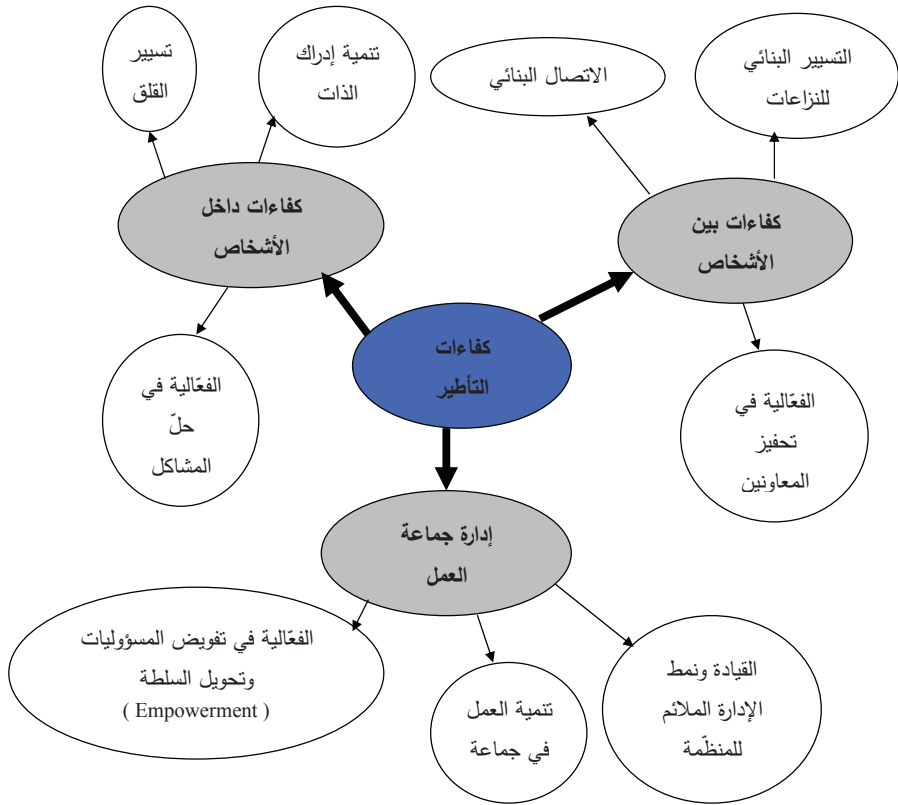 التسيير البنائي
للنزاعات
الاتصال البنائي
تنمية إدراك
الذات
تسيير
القلق
كفاءات بين
الأشخاص
كفاءات داخل
الأشخاص
كفاءات
التأطير
الفعّالية في
تحفيز
المعاونين
الفعّالية في
حلّ
المشاكل
إدارة جماعة
العمل
القيادة ونمط
الإدارة الملائم
للمنظّمة
تنمية العمل
في جماعة
الفعّالية في تفويض المسؤوليات
وتحويل السلطة
( Empowerment )